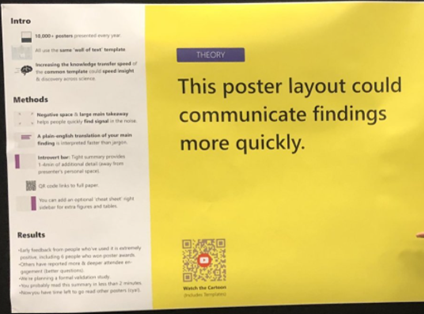 Intro
10,000+ posters presented every year.
All use the same 'wall of text' template.
Increasing the knowledge transfer speed of
the common template could speed insight
& discovery across science
Methods
Negative space & large main takeaway
helps people quickly find signal in the noise.
A plain-english translation of your main
finding is interpreted faster than jargon.
Introvert bar: Tight summary provides
detail (away from
presenter's personal space).
QR code links to full paper.
You can add an optional 'cheat sheet' right
sidebar for extra figures and tables
Results
•Early feedback from people who've used it is extremely
positive, including 6 people who won poster awards.
•Others have reported more & deeper attendee en-
gagement (better questions).
•We're planning a formal validation study.
•You probably read this summary in less than 2 minutes.
•Now you have time left to go read other posters (yay!).
THEORY
This poster layout could
communicate findings
more quickly.
Watch the Cartoon
(Includes Templates)